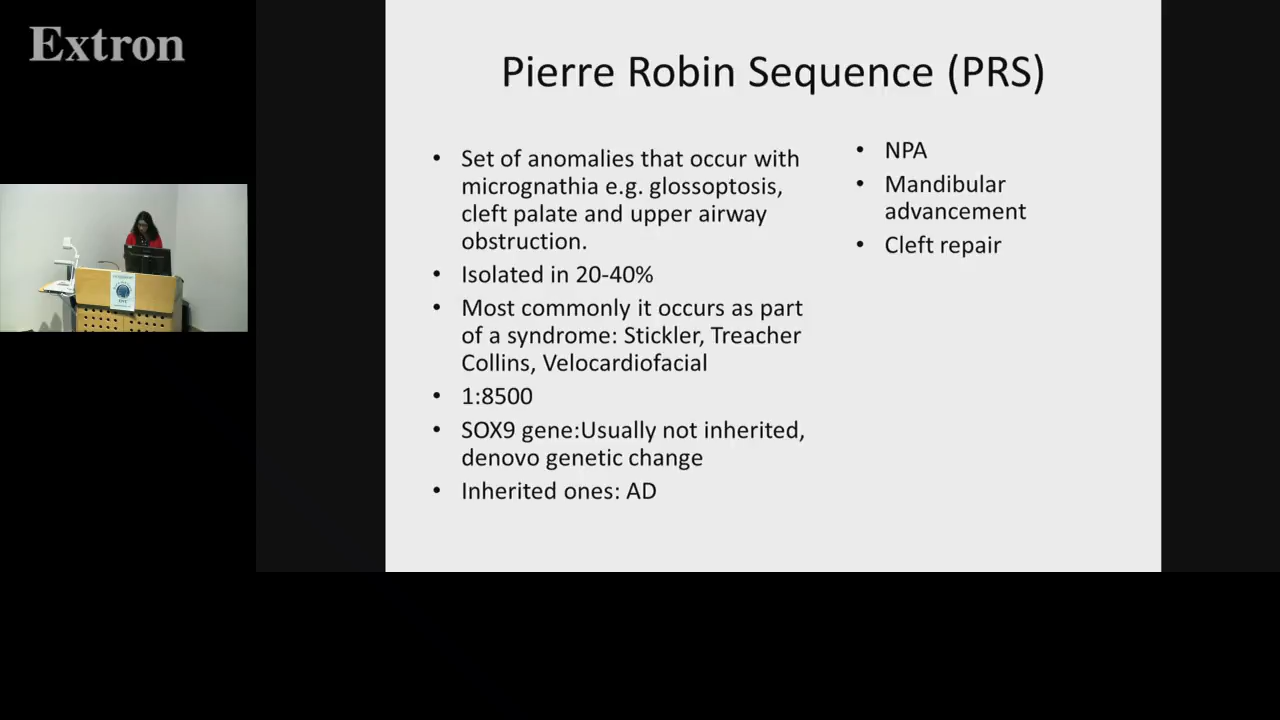 Extron
Pierre Robin Sequence (PRS)
• Set of anomalies that occur with
micrognathia e.g. glossoptosis,
cleft palate and upper airway
obstruction.
• Isolated in 20-40%
• Most commonly it occurs as part
of a syndrome: Stickler, Treacher
Collins, Velocardiofacial
• 1:8500
• SOX9 gene:Usually not inherited,
denovo genetic change
• Inherited ones: AD
• NPA
• Mandibular
advancement
• Cleft repair